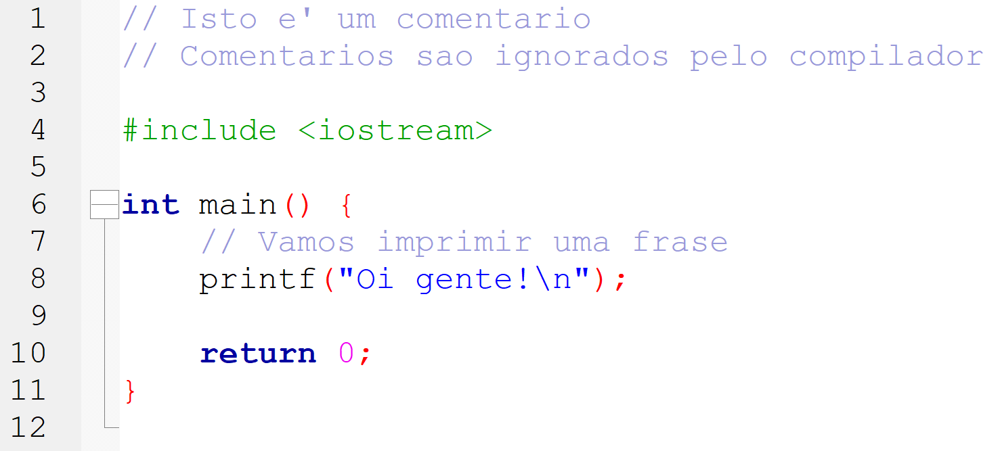 1 // Isto e' um comentario
2 // Comentarios sao ignorados pelo compilador
3
4 #include <iostream>
5
6 int main() {
7     // Vamos imprimir uma frase
8     printf("Oi gente!\n");
9
10     return 0;
11 }
12